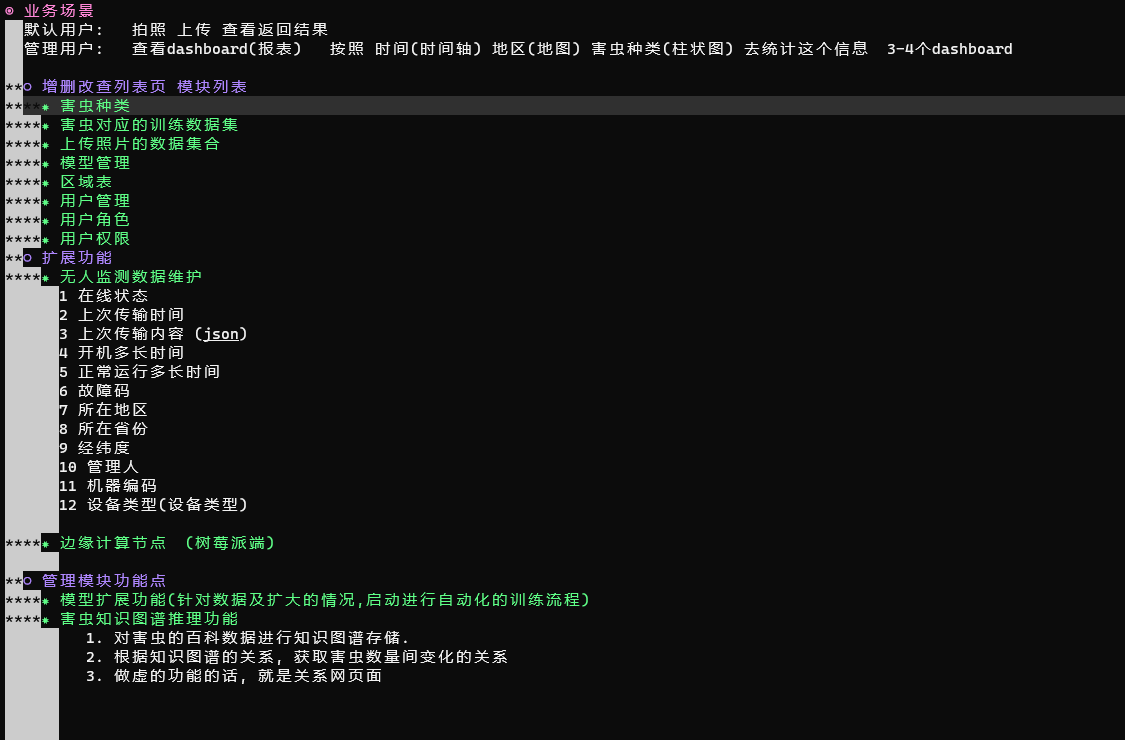 ◉ 业务场景
默认用户: 拍照 上传 查看返回结果
管理用户: 查看dashboard(报表) 按照 时间(时间轴) 地区(地图) 害虫种类(柱状图) 去统计这个信息 3-4个dashboard
**○ 增删改查列表页 模块列表
****✸ 害虫种类
****✸ 害虫对应的训练数据集
****✸ 上传照片的数据集合
****✸ 模型管理
****✸ 区域表
****✸ 用户管理
****✸ 用户角色
****✸ 用户权限
**○ 扩展功能
****✸ 无人监测数据维护
1 在线状态
2 上次传输时间
3 上次传输内容 (json)
4 开机多长时间
5 正常运行多长时间
6 故障码
7 所在地区
8 所在省份
9 经纬度
10 管理人
11 机器编码
12 设备类型(设备类型)
****✸ 边缘计算节点 (树莓派端)
**○ 管理模块功能点
****✸ 模型扩展功能(针对数据及扩大的情况,启动进行自动化的训练流程)
****✸ 害虫知识图谱推理功能
1. 对害虫的百科数据进行知识图谱存储.
2. 根据知识图谱的关系, 获取害虫数量间变化的关系
3. 做虚的功能的话, 就是关系网页面